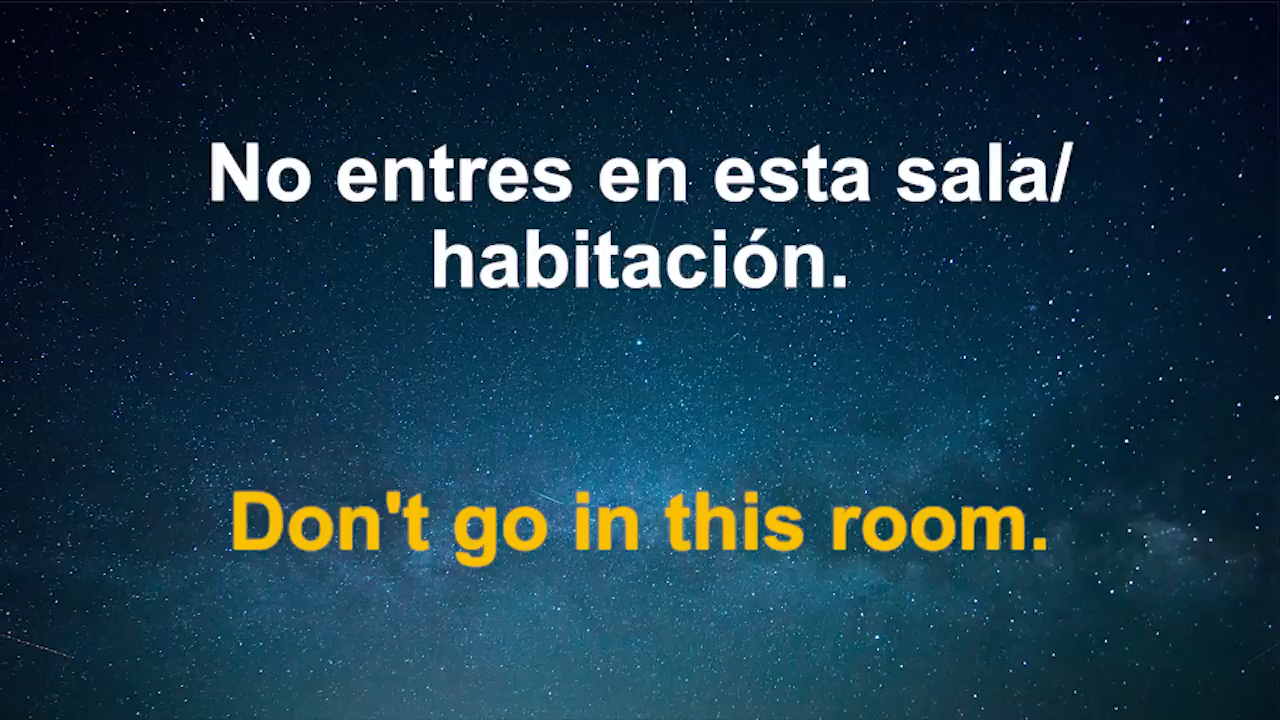 No entres en esta sala/
habitación.
Don't go in this room.